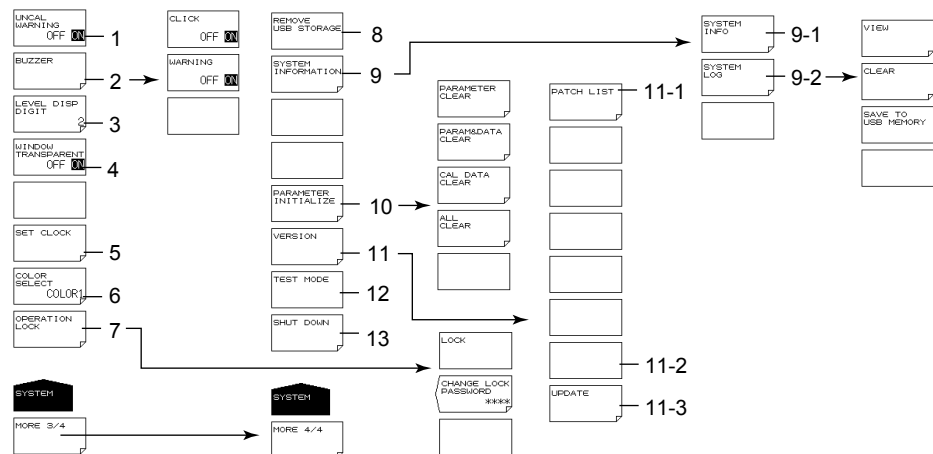 UNCAL
WARNING
OFF ON
1
BUZZER
2
LEVEL DISP
DIGIT
2
3
WINDOW
TRANSPARENT
OFF ON
4
SET CLOCK
5
COLOR
SELECT
COLOR1
6
OPERATION
LOCK
7
SYSTEM
MORE 3/4
CLICK
OFF ON
WARNING
OFF ON
REMOVE
USB STORAGE
8
SYSTEM
INFORMATION
9
PARAMETER
INITIALIZE
10
VERSION
11
TEST MODE
12
SHUT DOWN
13
SYSTEM
MORE 4/4
PARAMETER
CLEAR
PARAM&DATA
CLEAR
CAL DATA
CLEAR
ALL
CLEAR
LOCK
CHANGE LOCK
PASSWORD
****
PATCH LIST
11-1
11-2
UPDATE
11-3
SYSTEM
INFO
9-1
SYSTEM
LOG
9-2
VIEW
CLEAR
SAVE TO
USB MEMORY